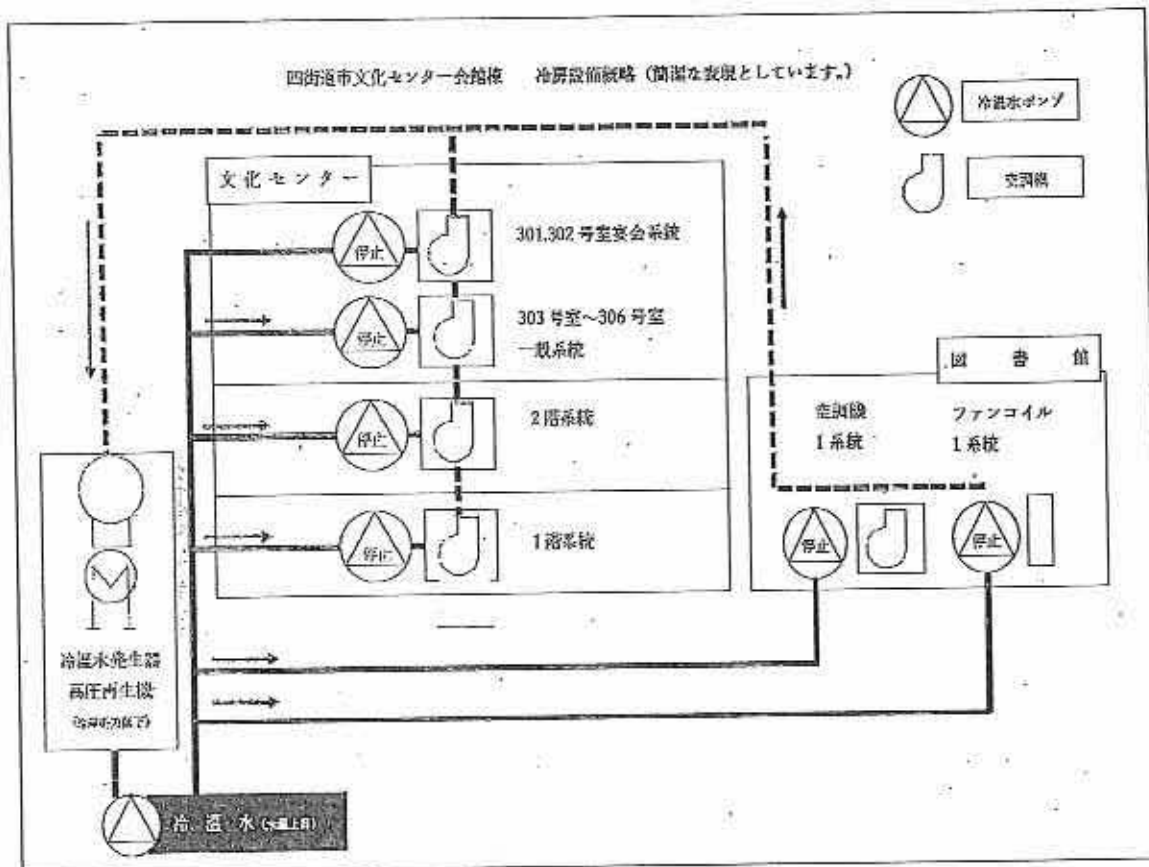 四街道市文化センター会館棟　冷房設備概略（簡潔な表現としています。）
冷温水ポンプ
空調機
文化センター
停止
301,302号室宴会系統
停止
303号室～306号室
一般系統
停止
2階系統
停止
1階系統
図書館
空調機
1系統
ファンコイル
1系統
停止
停止
冷温水発生器
高圧再生機
冷温水（水温上昇）